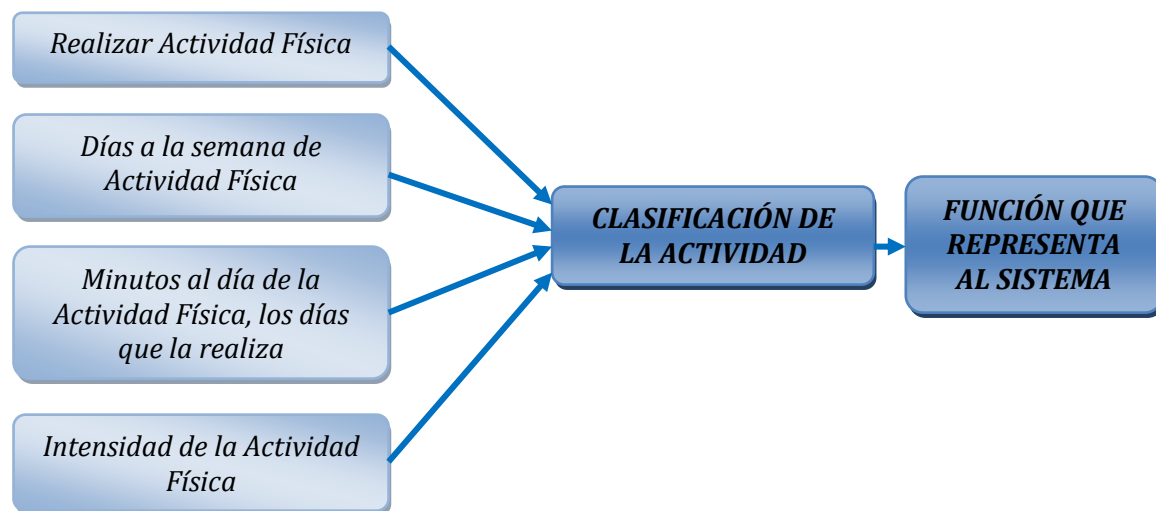 Realizar Actividad Física
Días a la semana de
Actividad Física
Minutos al día de la
Actividad Física, los días
que la realiza
Intensidad de la Actividad
Física
CLASIFICACIÓN DE
LA ACTIVIDAD
FUNCIÓN QUE
REPRESENTA
AL SISTEMA